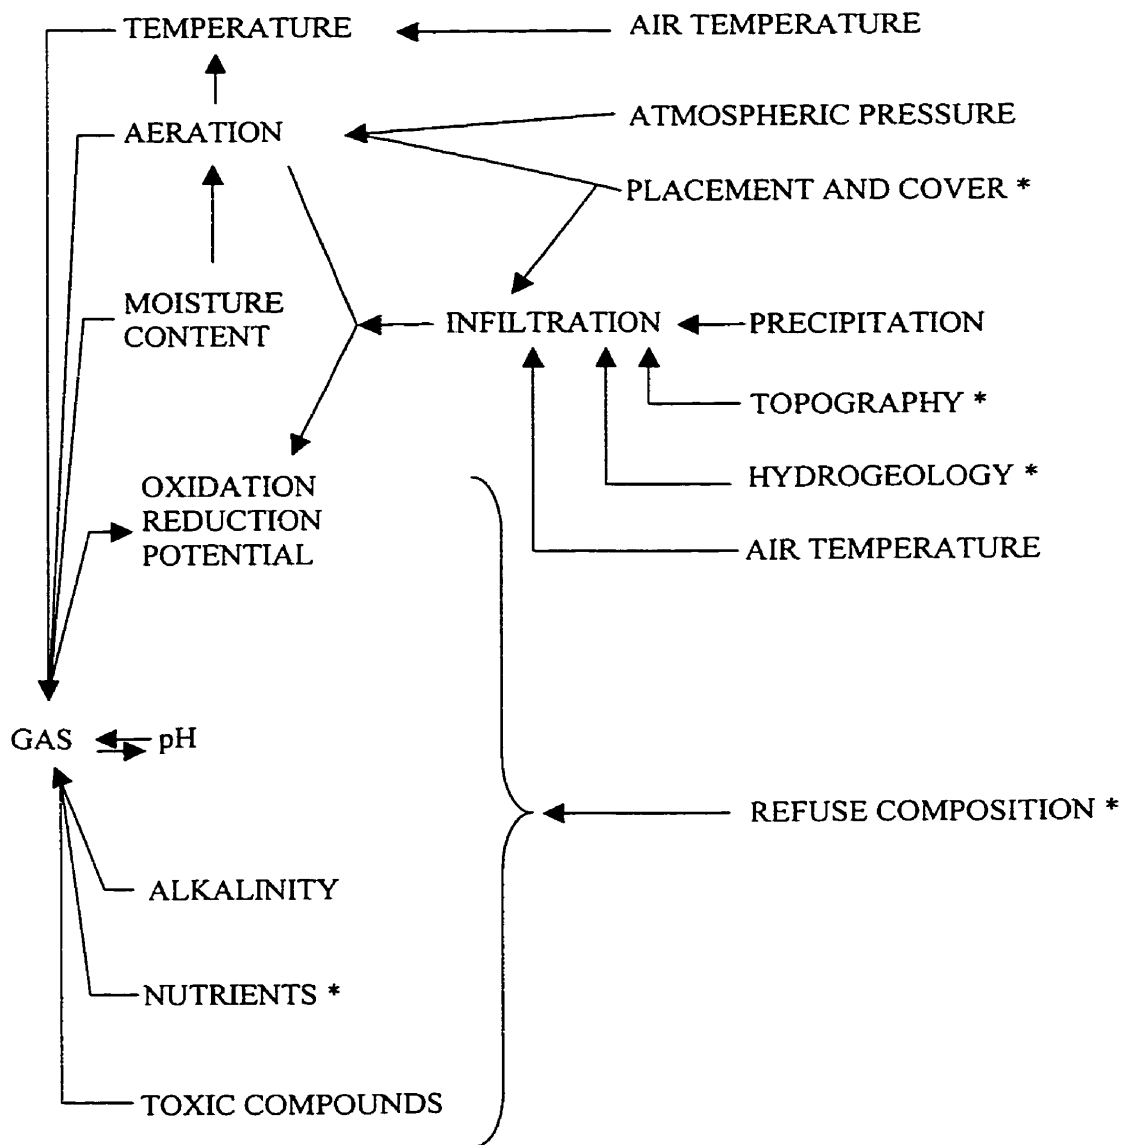 TEMPERATURE
AIR TEMPERATURE
AERATION
ATMOSPHERIC PRESSURE
PLACEMENT AND COVER *
MOISTURE
CONTENT
INFILTRATION
PRECIPITATION
TOPOGRAPHY *
HYDROGEOLOGY *
AIR TEMPERATURE
OXIDATION
REDUCTION
POTENTIAL
GAS
pH
REFUSE COMPOSITION *
ALKALINITY
NUTRIENTS *
TOXIC COMPOUNDS